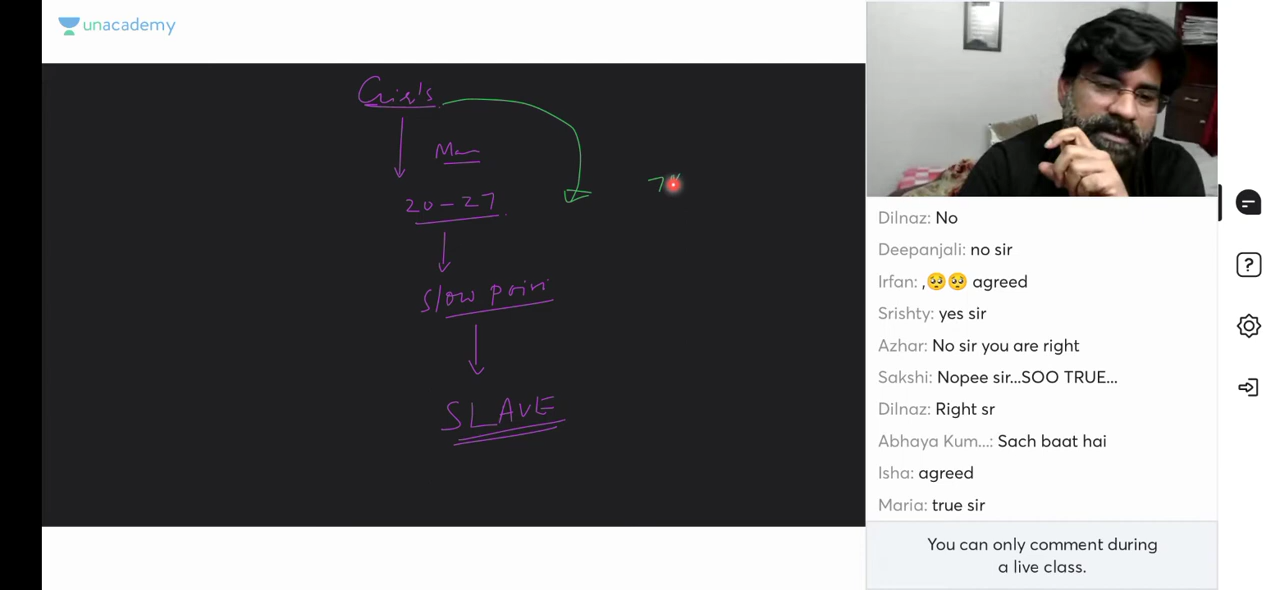 unacademy
Man
20-27
Slow
SLAVE
Dilnaz: No
Deepanjali: no sir
Irfan: ,🥺🥺 agreed
Srishty: yes sir
Azhar: No sir you are right
Sakshi: Nopee sir...SOO TRUE...
Dilnaz: Right sr
Abhaya Kum...: Sach baat hai
Isha: agreed
Maria: true sir
You can only comment during
a live class.